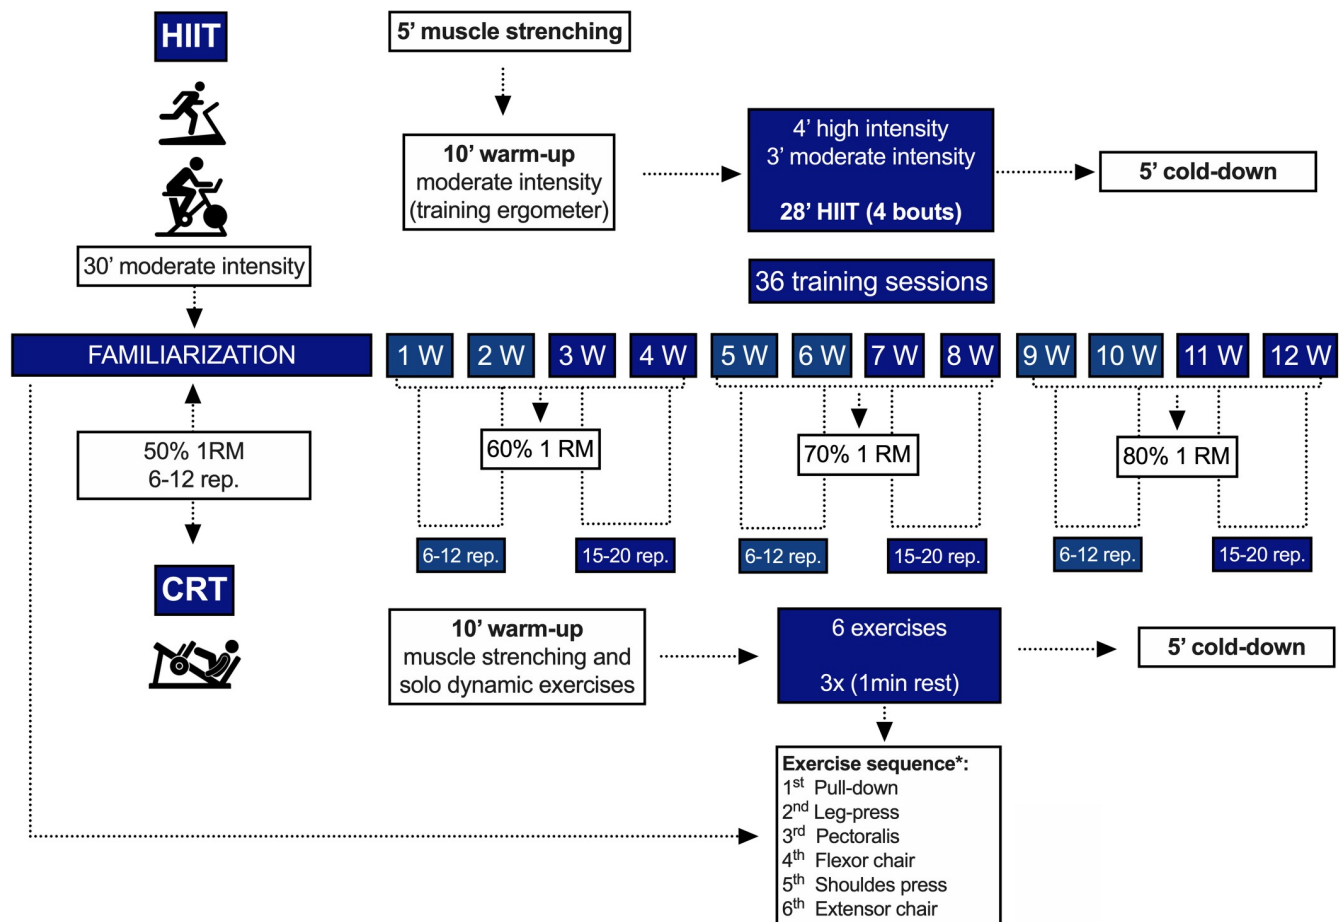 HIIT
5’ muscle strenching
10’ warm-up
moderate intensity
(training ergometer)
4’ high intensity
3’ moderate intensity
28’ HIIT (4 bouts)
5’ cold-down
30’ moderate intensity
36 training sessions
FAMILIARIZATION
1 W 2 W 3 W 4 W 5 W 6 W 7 W 8 W 9 W 10 W 11 W 12 W
50% 1RM
6-12 rep.
60% 1 RM 70% 1 RM 80% 1 RM
6-12 rep. 15-20 rep. 6-12 rep. 15-20 rep. 6-12 rep. 15-20 rep.
CRT
10’ warm-up
muscle strenching and
solo dynamic exercises
6 exercises
3x (1min rest)
5’ cold-down
Exercise sequence*:
1st Pull-down
2nd Leg-press
3rd Pectoralis
4th Flexor chair
5th Shouldes press
6th Extensor chair